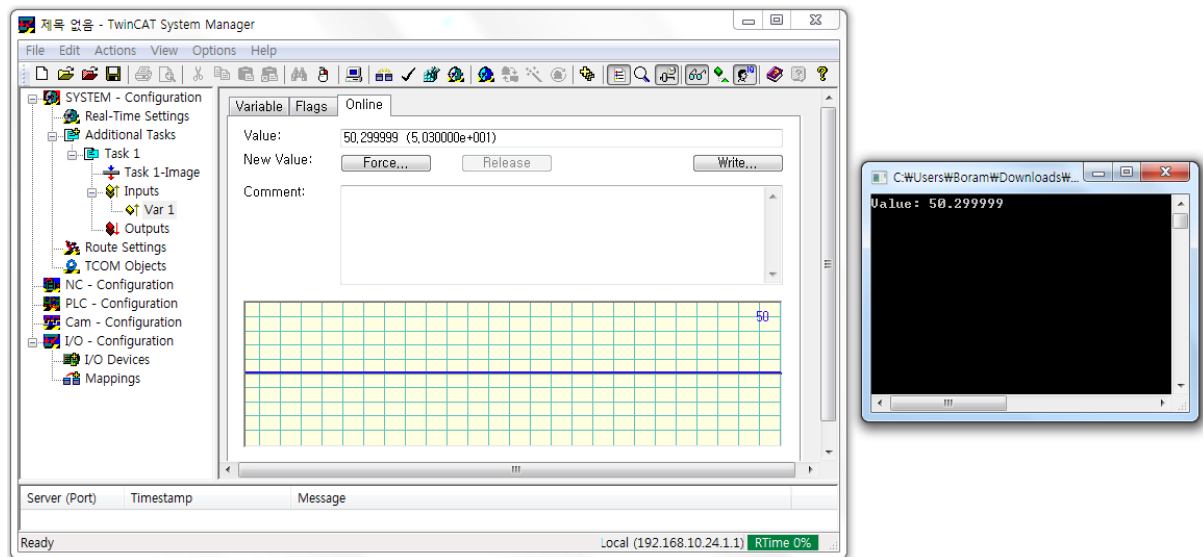 제목 없음 - TwinCAT System Manager
File Edit Actions View Options Help
SYSTEM - Configuration
Real-Time Settings
Additional Tasks
Task 1
Task 1-Image
Inputs
Var 1
Outputs
Route Settings
TCOM Objects
NC - Configuration
PLC - Configuration
Cam - Configuration
I/O - Configuration
I/O Devices
Mappings
Variable Flags Online
Value: 50,299999 (5,030000e+001)
New Value: Force,,, Release Write,,,
Comment:
50
Server (Port) Timestamp Message
Ready Local (192.168.10.24.1.1) RTime 0%
C:₩Users₩Boram₩Downloads₩...
Value: 50.299999